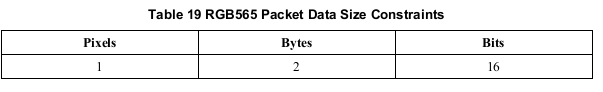 Table 19 RGB565 Packet Data Size Constraints
Pixels Bytes Bits
1 2 16